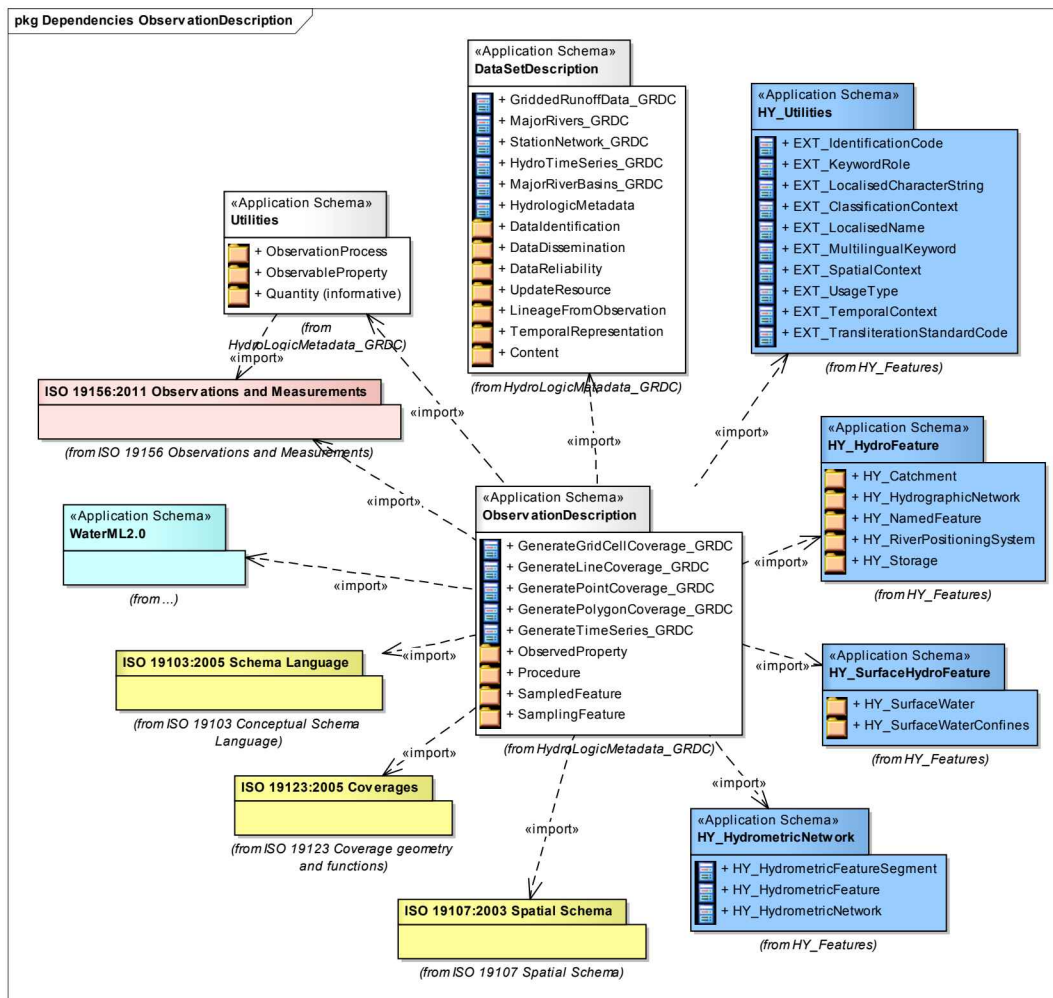 pkg Dependencies ObservationDescription
«Application Schema»
DataSetDescription
+ GriddedRunoffData_GRDC
+ MajorRivers_GRDC
+ StationNetwork_GRDC
+ HydroTimeSeries_GRDC
+ MajorRiverBasins_GRDC
+ HydrologicMetadata
+ DataIdentification
+ DataDissemination
+ DataReliability
+ UpdateResource
+ LineageFromObservation
+ TemporalRepresentation
+ Content
(from HydroLogicMetadata_GRDC)
«Application Schema»
HY_Utilities
+ EXT_IdentificationCode
+ EXT_KeywordRole
+ EXT_LocalisedCharacterString
+ EXT_ClassificationContext
+ EXT_LocalisedName
+ EXT_MultilingualKeyword
+ EXT_SpatialContext
+ EXT_UsageType
+ EXT_TemporalContext
+ EXT_TransliterationStandardCode
(from HY_Features)
«Application Schema»
Utilities
+ ObservationProcess
+ ObservableProperty
+ Quantity (informative)
(from
HydroLogicMetadata_GRDC)
«import»
ISO 19156:2011 Observations and Measurements
(from ISO 19156 Observations and Measurements)
«import»
«import»
«import»
«import»
«Application Schema»
HY_HydroFeature
+ HY_Catchment
+ HY_HydrographicNetwork
+ HY_NamedFeature
+ HY_RiverPositioningSystem
+ HY_Storage
(from HY_Features)
«Application Schema»
WaterML2.0
(from ...)
«import»
«Application Schema»
ObservationDescription
+ GenerateGridCellCoverage_GRDC
+ GenerateLineCoverage_GRDC
+ GeneratePointCoverage_GRDC
+ GeneratePolygonCoverage_GRDC
+ GenerateTimeSeries_GRDC
+ ObservedProperty
+ Procedure
+ SampledFeature
+ SamplingFeature
(from HydroLogicMetadata_GRDC)
«import»
«import»
«Application Schema»
HY_SurfaceHydroFeature
+ HY_SurfaceWater
+ HY_SurfaceWaterConfines
(from HY_Features)
ISO 19103:2005 Schema Language
(from ISO 19103 Conceptual Schema
Language)
«import»
«import»
ISO 19123:2005 Coverages
(from ISO 19123 Coverage geometry
and functions)
«import»
«import»
«Application Schema»
HY_HydrometricNetwork
+ HY_HydrometricFeatureSegment
+ HY_HydrometricFeature
+ HY_HydrometricNetwork
(from HY_Features)
ISO 19107:2003 Spatial Schema
(from ISO 19107 Spatial Schema)